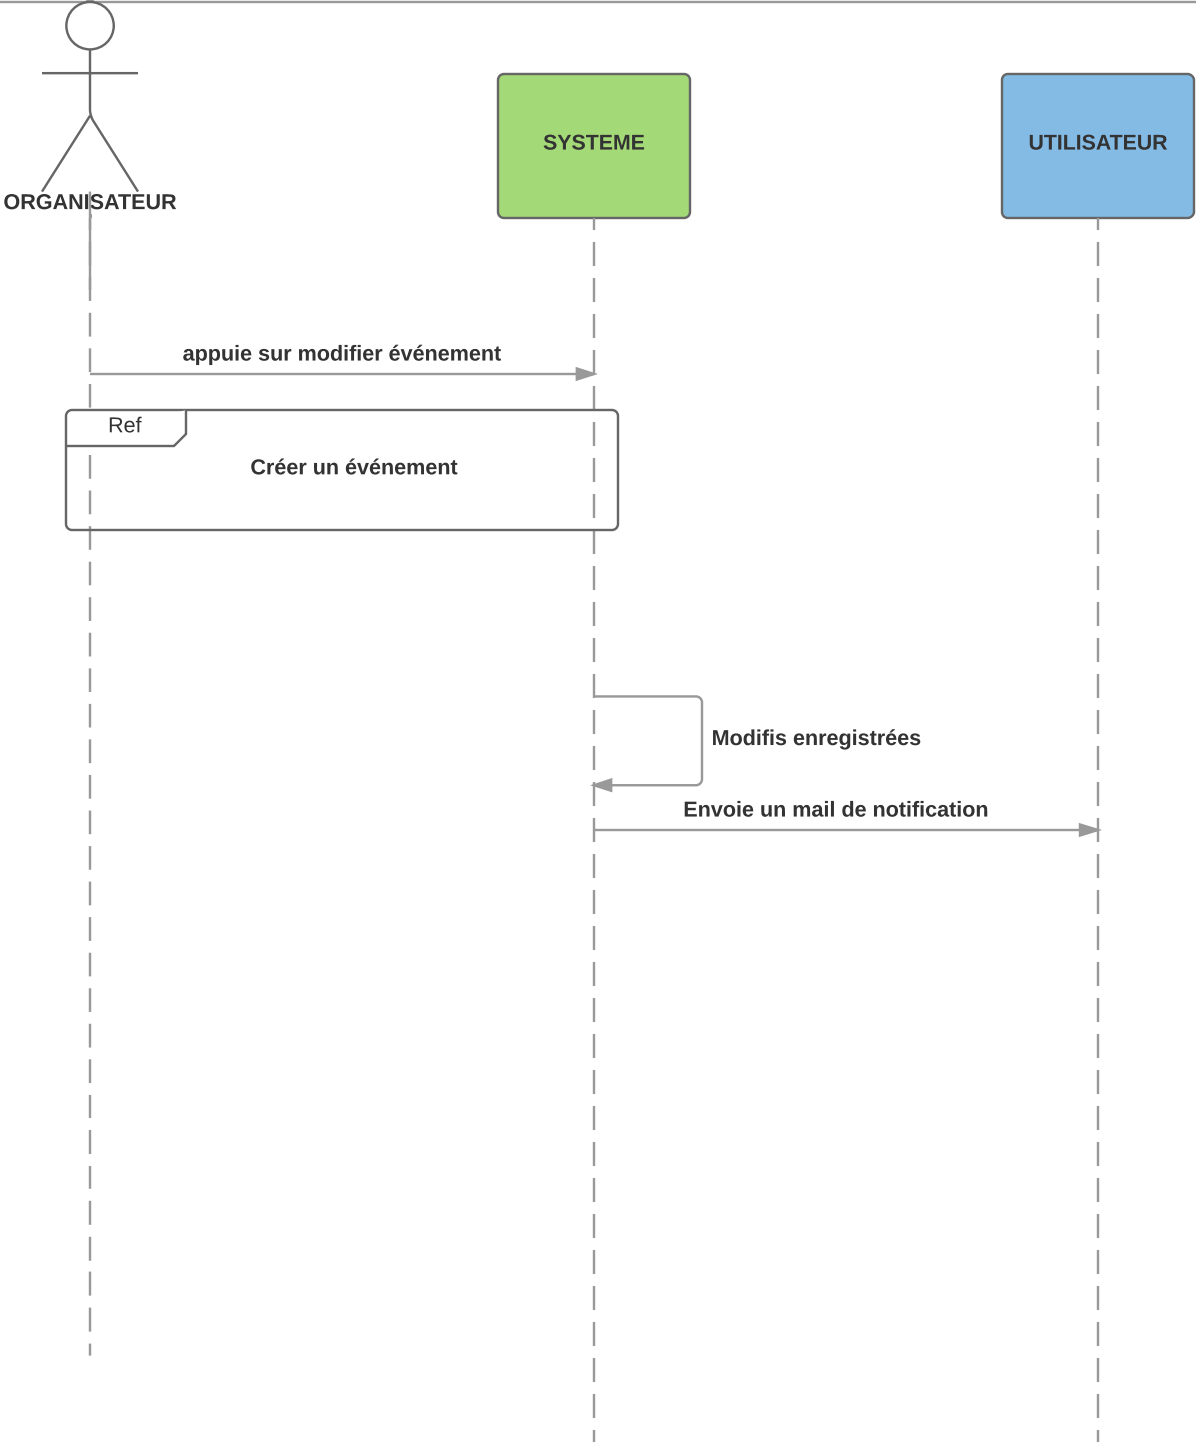 SYSTEME
UTILISATEUR
ORGANISATEUR
appuie sur modifier événement
Ref
Créer un événement
Modifis enregistrées
Envoie un mail de notification